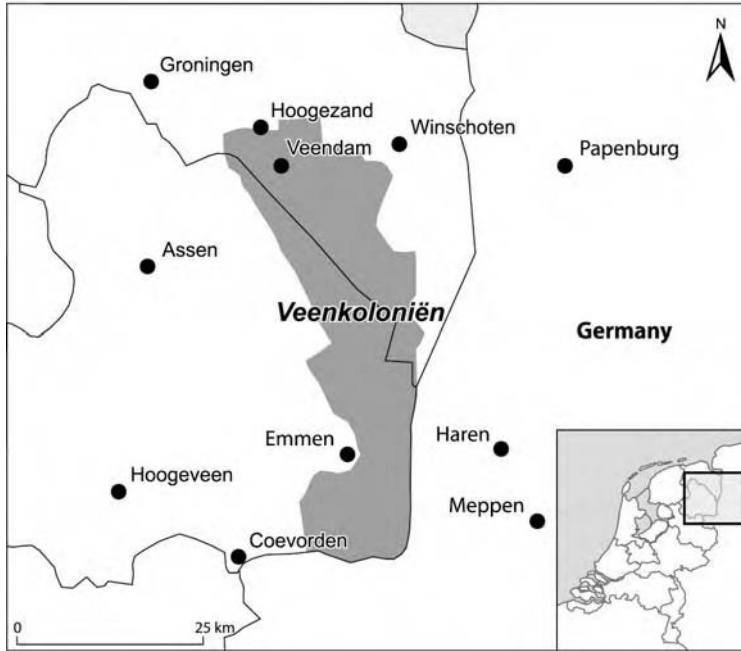 N
Groningen
Hoogezand
Winschoten
Veendam
Papenburg
Assen
Veenkoloniën
Germany
Emmen
Haren
Hoogeveen
Meppen
Coevorden
0 25 km